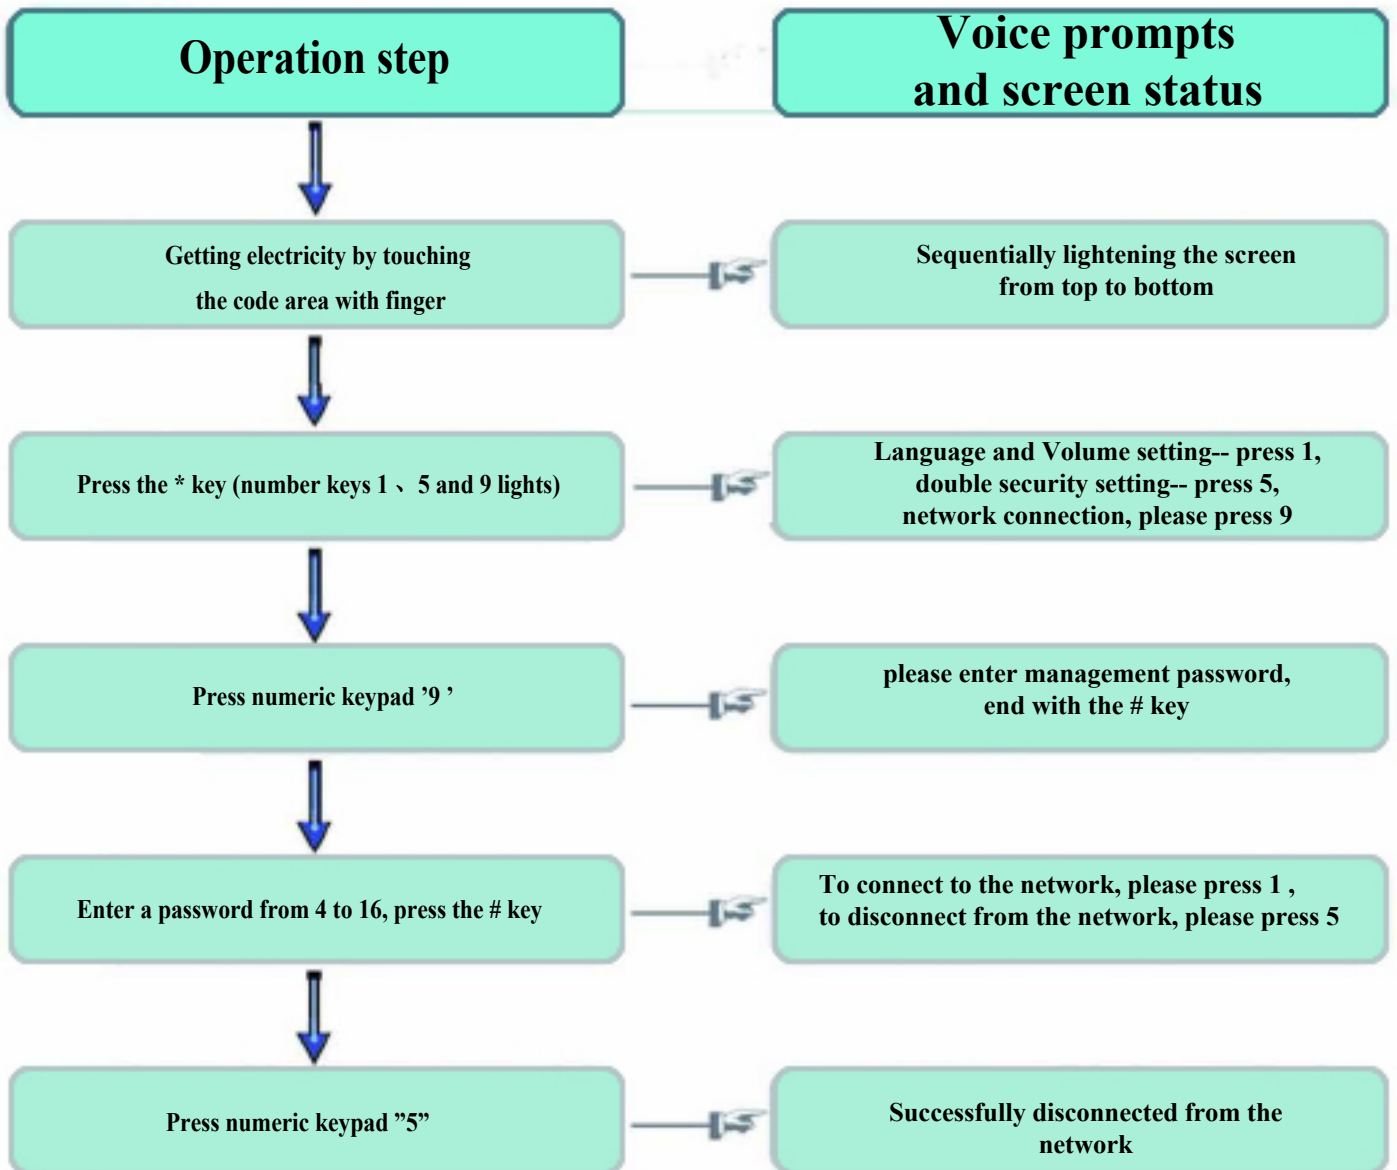 Operation step
Voice prompts
and screen status
Getting electricity by touching
the code area with finger
Sequentially lightening the screen
from top to bottom
Press the * key (number keys 1 、 5 and 9 lights)
Language and Volume setting-- press 1,
double security setting-- press 5,
network connection, please press 9
Press numeric keypad ’9 ’
please enter management password,
end with the # key
Enter a password from 4 to 16, press the # key
To connect to the network, please press 1 ,
to disconnect from the network, please press 5
Press numeric keypad ”5”
Successfully disconnected from the
network